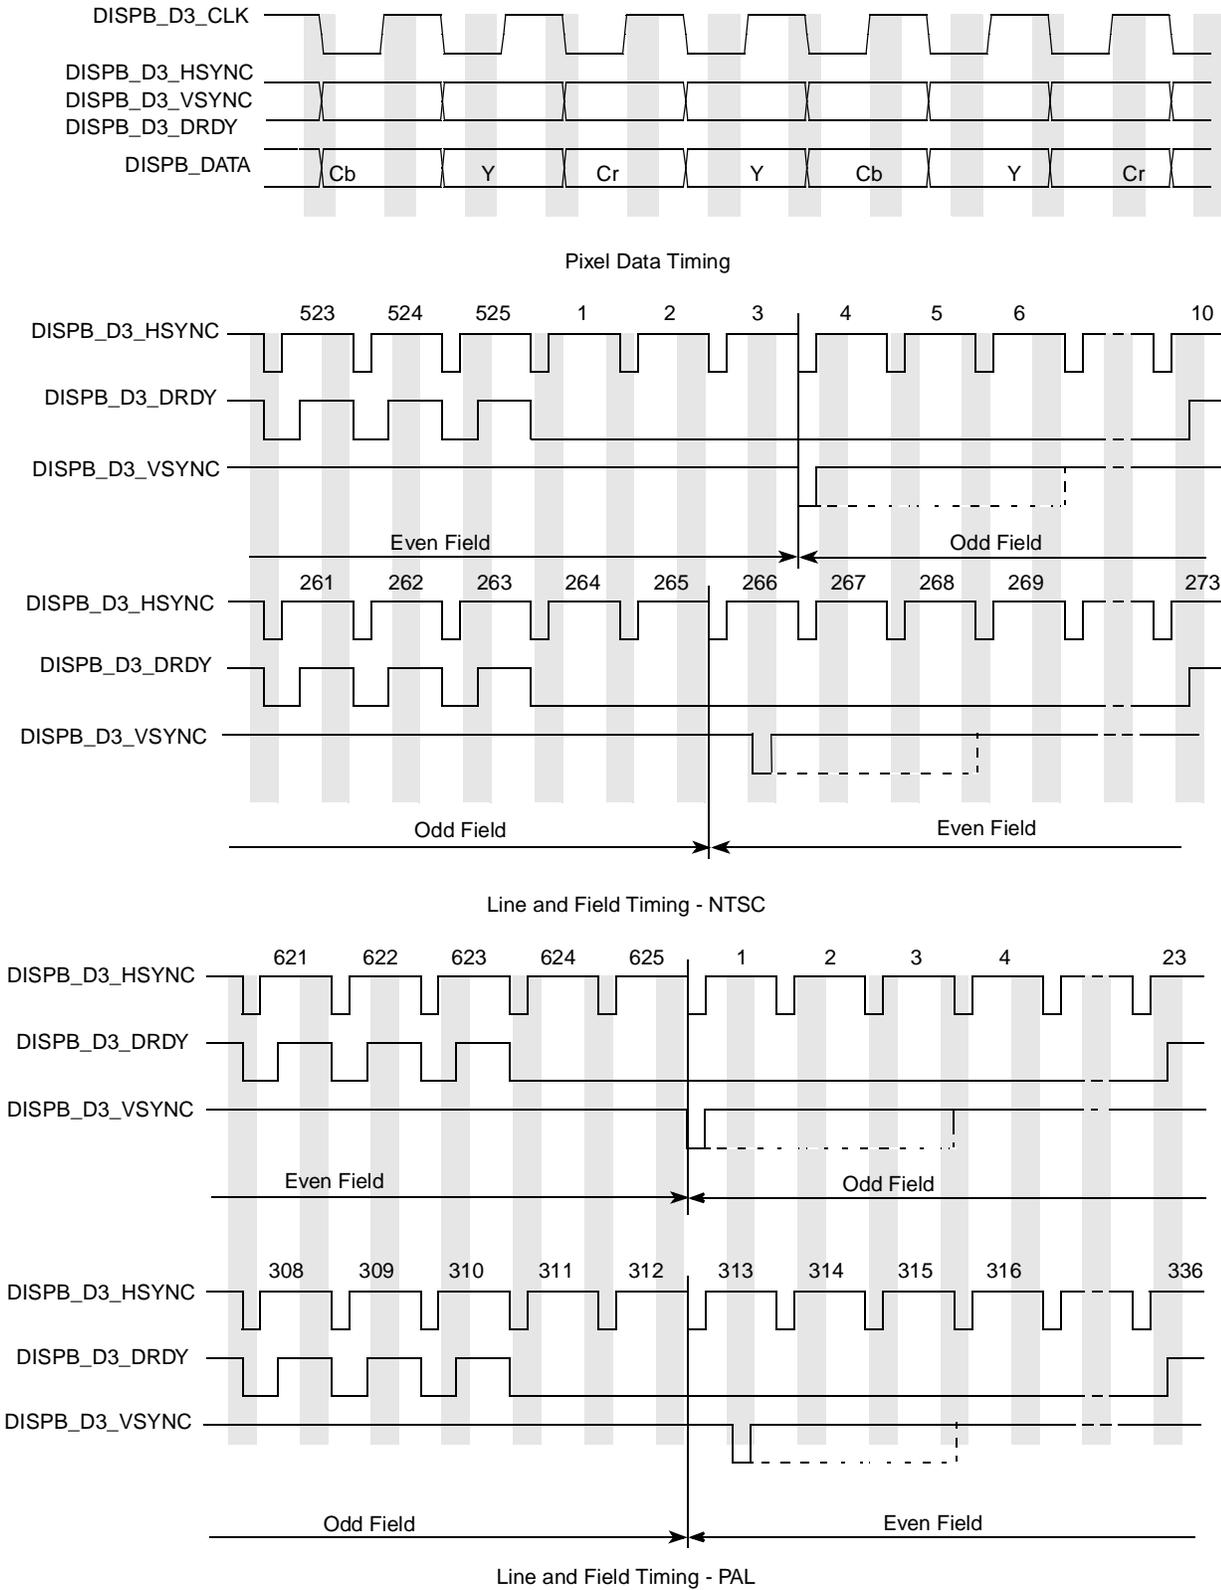 DISPB_D3_CLK
DISPB_D3_HSYNC
DISPB_D3_VSYNC
DISPB_D3_DRDY
DISPB_DATA
Cb Y Cr Y Cb Y Cr
Pixel Data Timing
523 524 525 1 2 3 4 5 6 10
DISPB_D3_HSYNC
DISPB_D3_DRDY
DISPB_D3_VSYNC
Even Field Odd Field
261 262 263 264 265 266 267 268 269 273
DISPB_D3_HSYNC
DISPB_D3_DRDY
DISPB_D3_VSYNC
Odd Field Even Field
Line and Field Timing - NTSC
621 622 623 624 625 1 2 3 4 23
DISPB_D3_HSYNC
DISPB_D3_DRDY
DISPB_D3_VSYNC
Even Field Odd Field
308 309 310 311 312 313 314 315 316 336
DISPB_D3_HSYNC
DISPB_D3_DRDY
DISPB_D3_VSYNC
Odd Field Even Field
Line and Field Timing - PAL